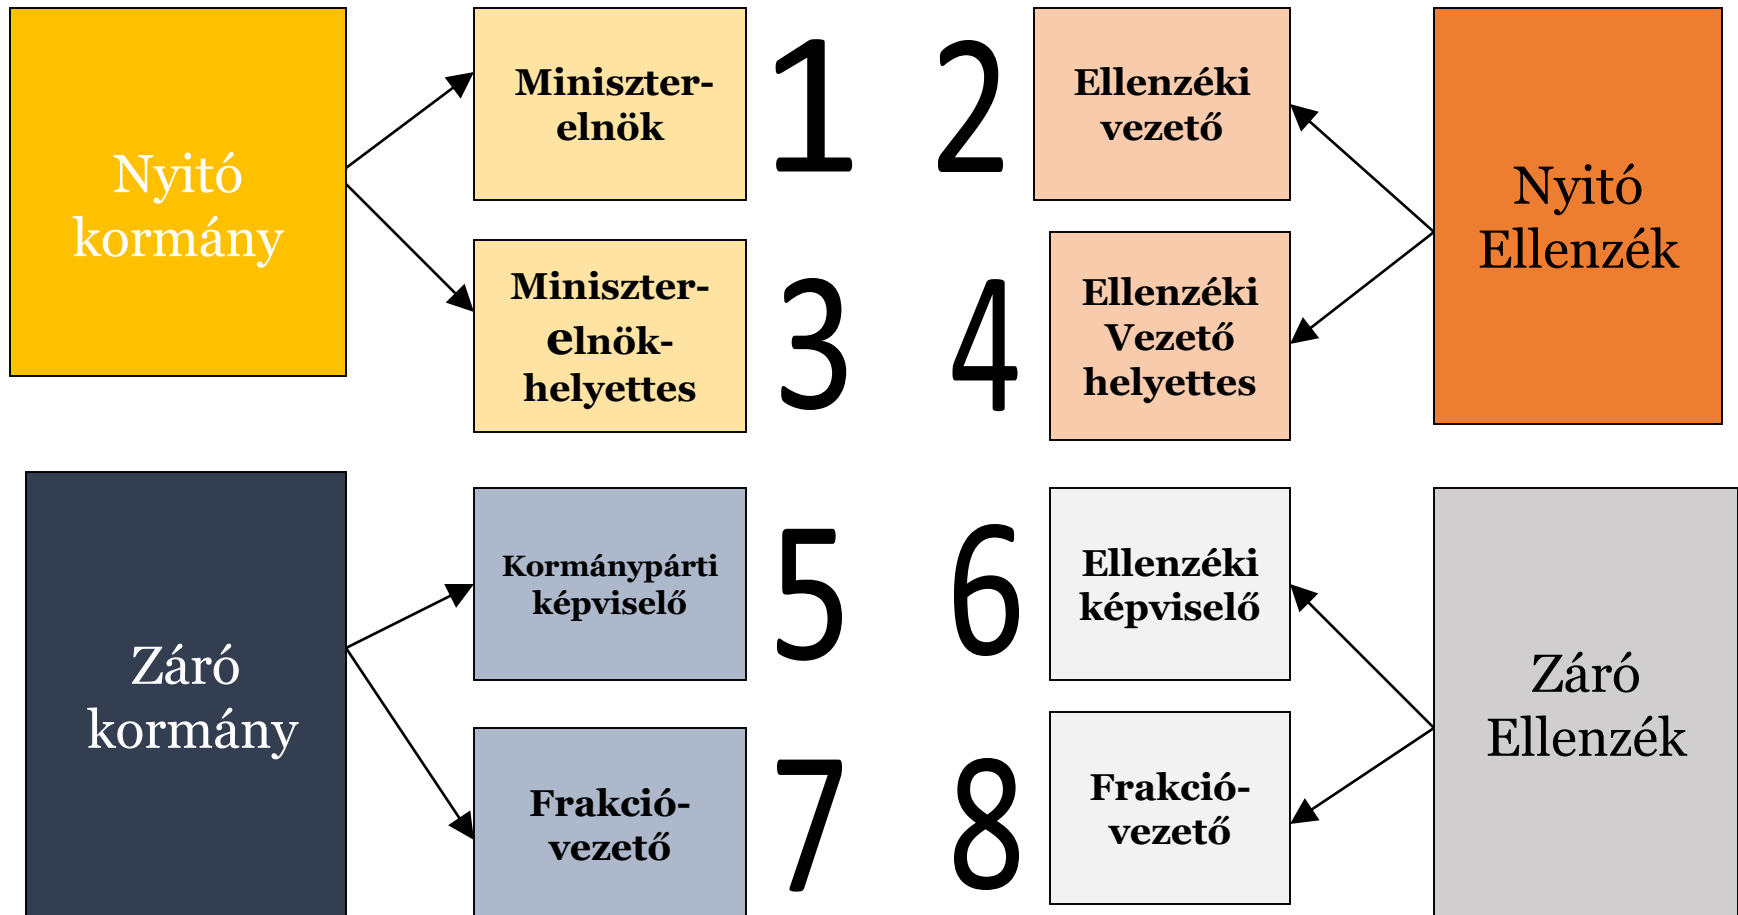 Nyitó
kormány
Miniszter-
elnök
1
2
Ellenzéki
vezető
Nyitó
Ellenzék
Miniszter-
elnök-
helyettes
3
4
Ellenzéki
Vezető
helyettes
Záró
kormány
Kormánypárti
képviselő
5
6
Ellenzéki
képviselő
Záró
Ellenzék
Frakció-
vezető
7
8
Frakció-
vezető